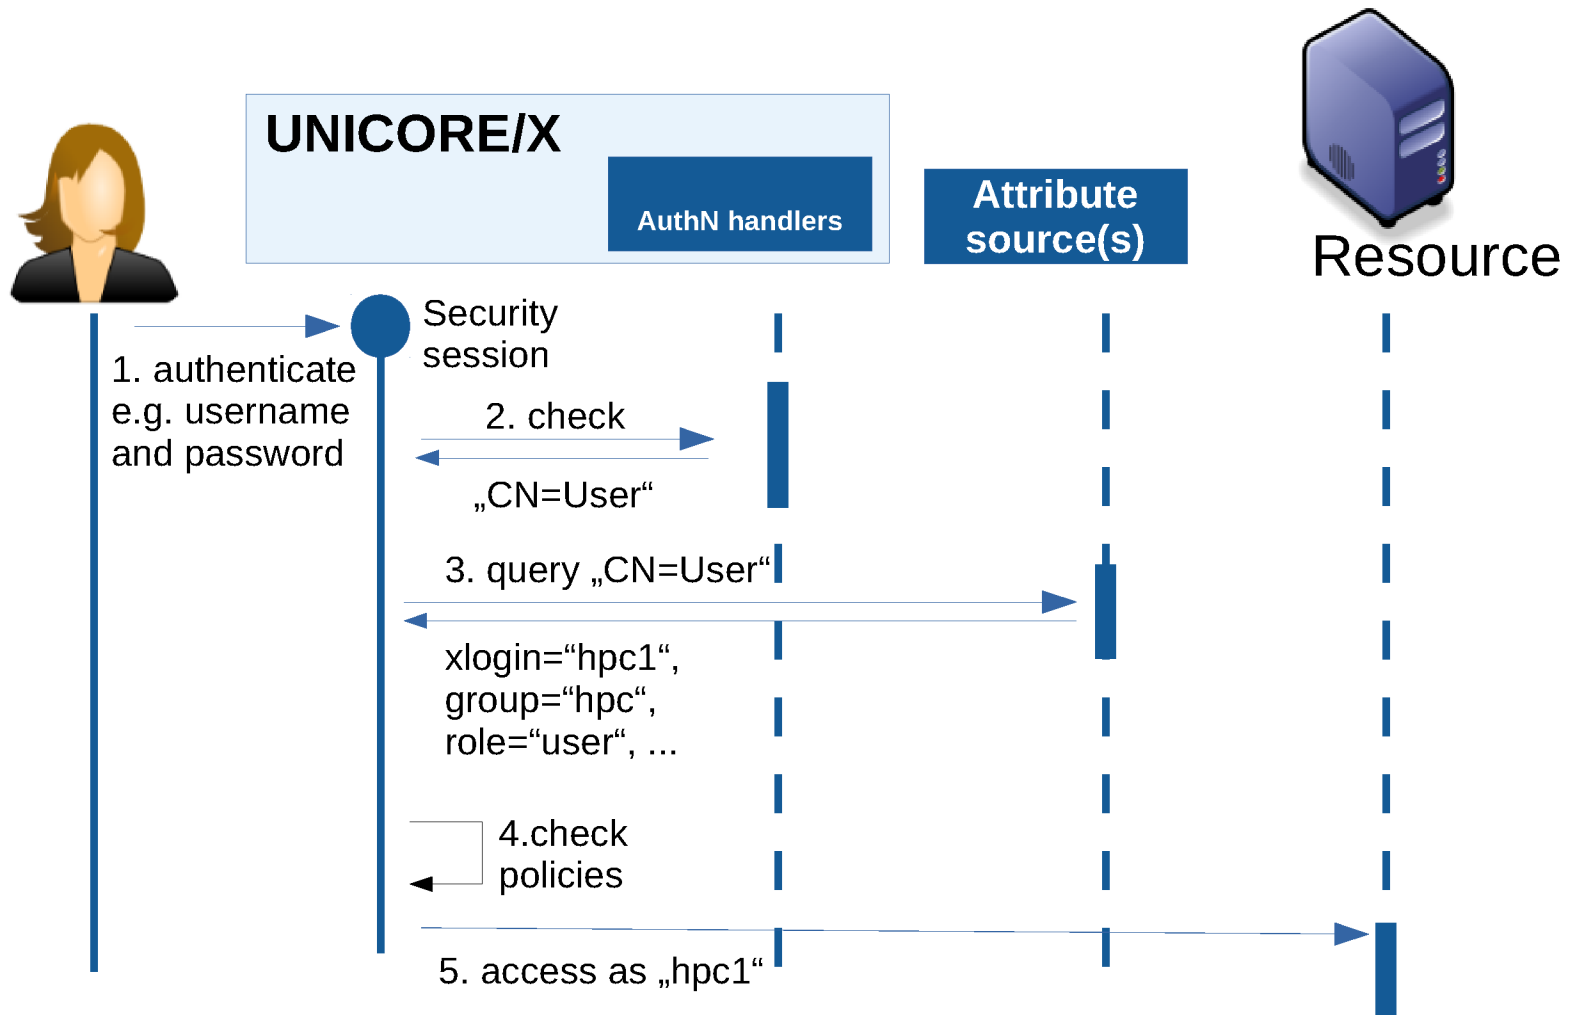 UNICORE/X
AuthN handlers
Attribute
source(s)
Resource
Security
session
1. authenticate
e.g. username
and password
2. check
„CN=User“
3. query „CN=User“
xlogin=“hpc1“,
group=“hpc“,
role=“user“, ...
4.check
policies
5. access as „hpc1“